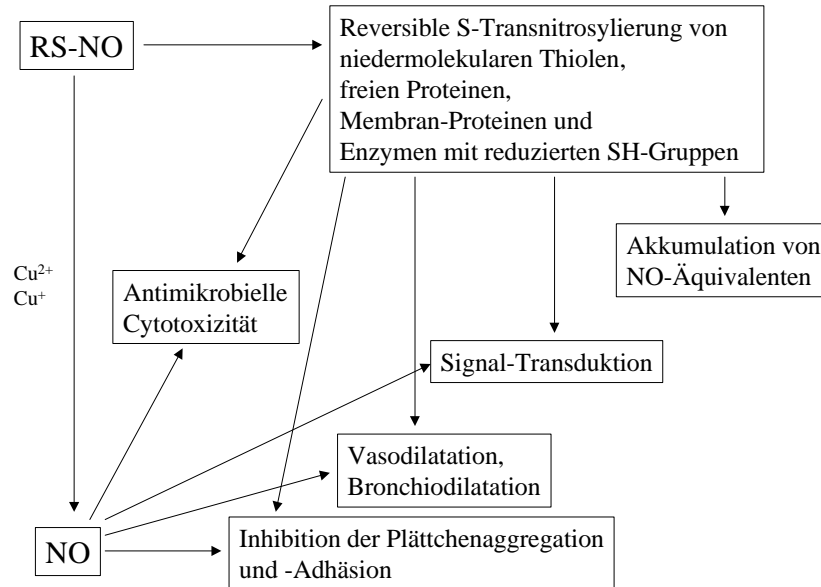 RS-NO
Reversible S-Transnitrosylierung von
niedermolekularen Thiolen,
freien Proteinen,
Membran-Proteinen und
Enzymen mit reduzierten SH-Gruppen
Cu²⁺
Cu⁺
Antimikrobielle
Cytotoxizität
Akkumulation von
NO-Äquivalenten
Signal-Transduktion
Vasodilatation,
Bronchiodilatation
NO
Inhibition der Plättchenaggregation
und -Adhäsion